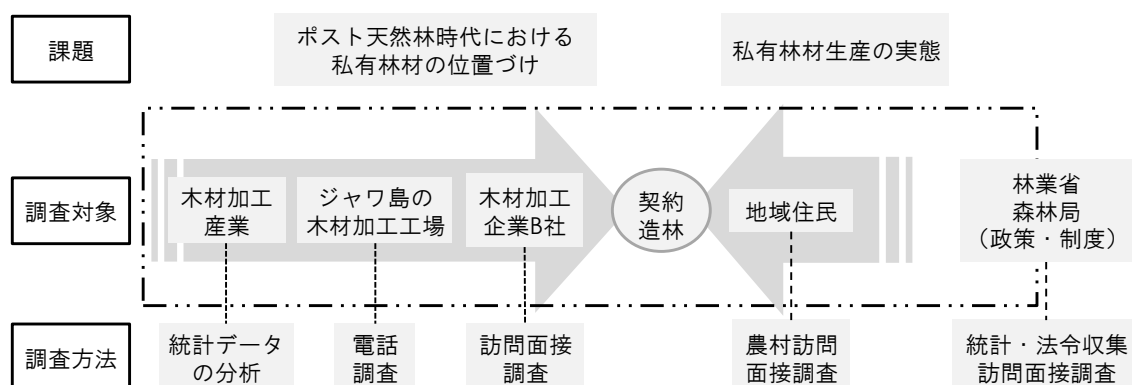 課題
ポスト天然林時代における
私有林材の位置づけ
私有林材生産の実態
調査対象
木材加工
産業
ジャワ島の
木材加工工場
木材加工
企業B社
契約
造林
地域住民
林業省
森林局
（政策・制度）
調査方法
統計データ
の分析
電話
調査
訪問面接
調査
農村訪問
面接調査
統計・法令収集
訪問面接調査